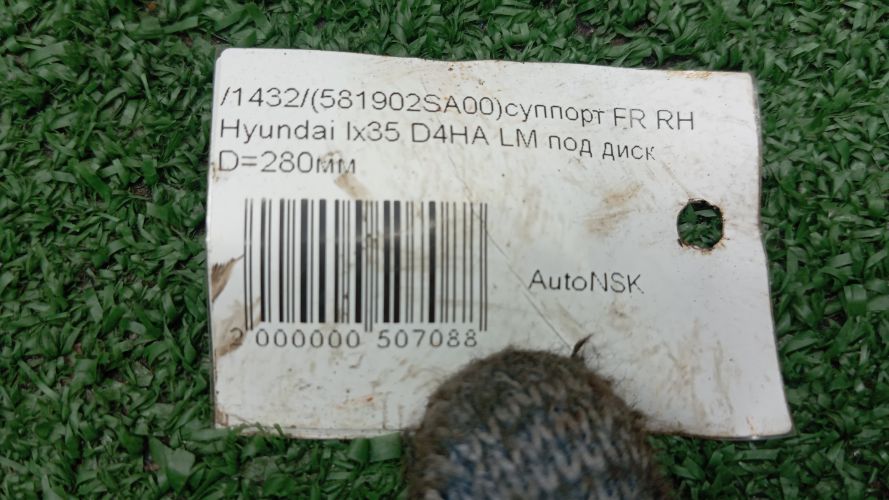 /1432/(581902SA00)суппорт FR RH
Hyundai Ix35 D4HA LM под диск
D=280мм
AutoNSK
2 000000 507088